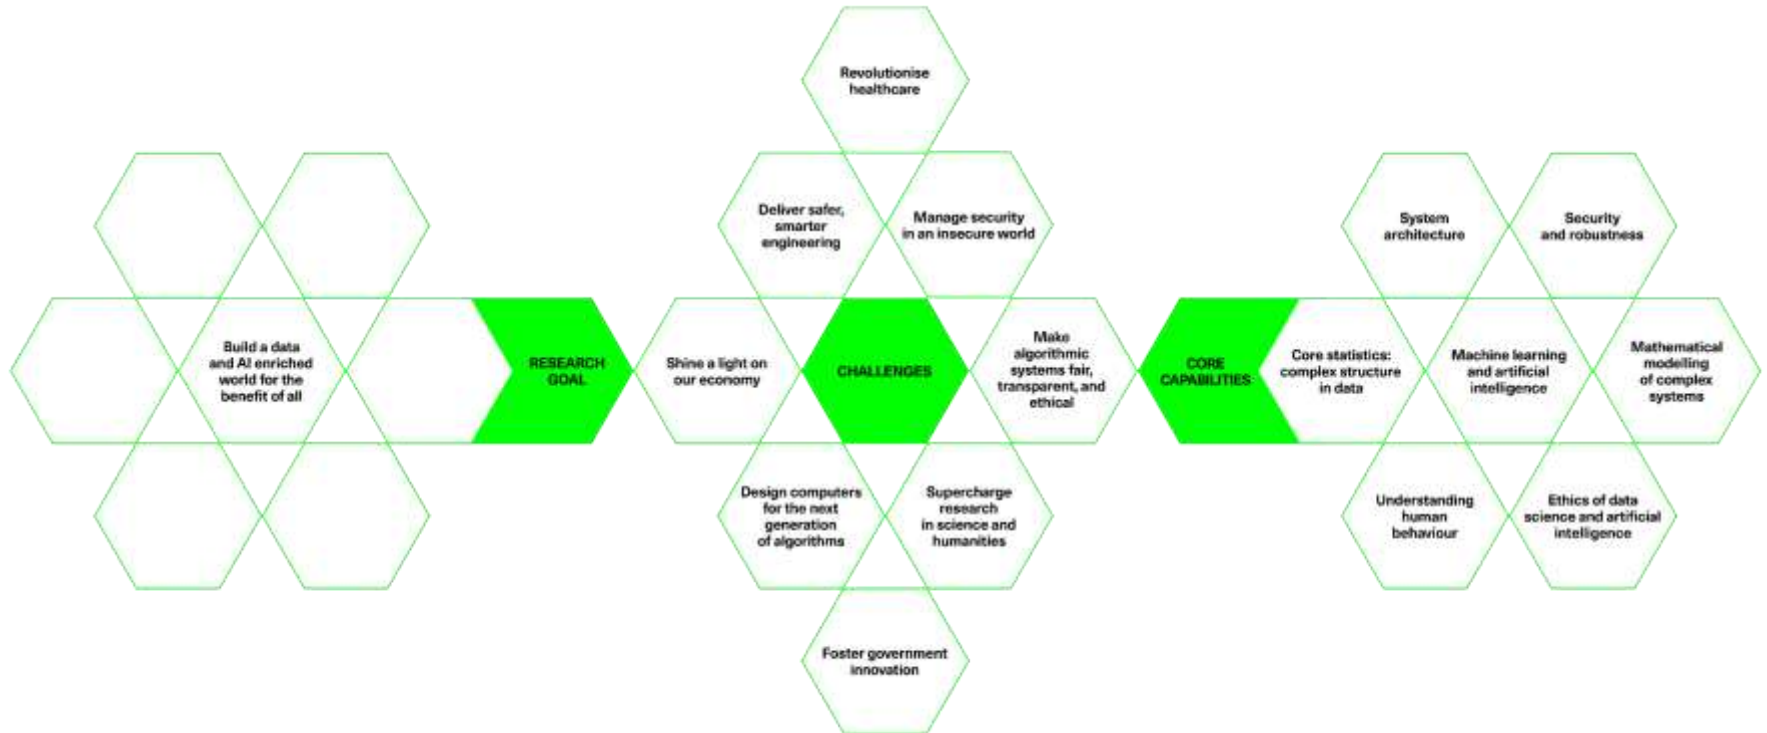 Build a data
and AI enriched
world for the
benefit of all
RESEARCH
GOAL
Revolutionise
healthcare
Deliver safer,
smarter
engineering
Manage security
in an insecure world
Shine a light on
our economy
CHALLENGES
Make
algorithmic
systems fair,
transparent, and
ethical
Design computers
for the next
generation
of algorithms
Supercharge
research
in science and
humanities
Foster government
innovation
CORE
CAPABILITIES
System
architecture
Security
and robustness
Core statistics:
complex structure
in data
Machine learning
and artificial
intelligence
Mathematical
modelling
of complex
systems
Understanding
human
behaviour
Ethics of data
science and artificial
intelligence